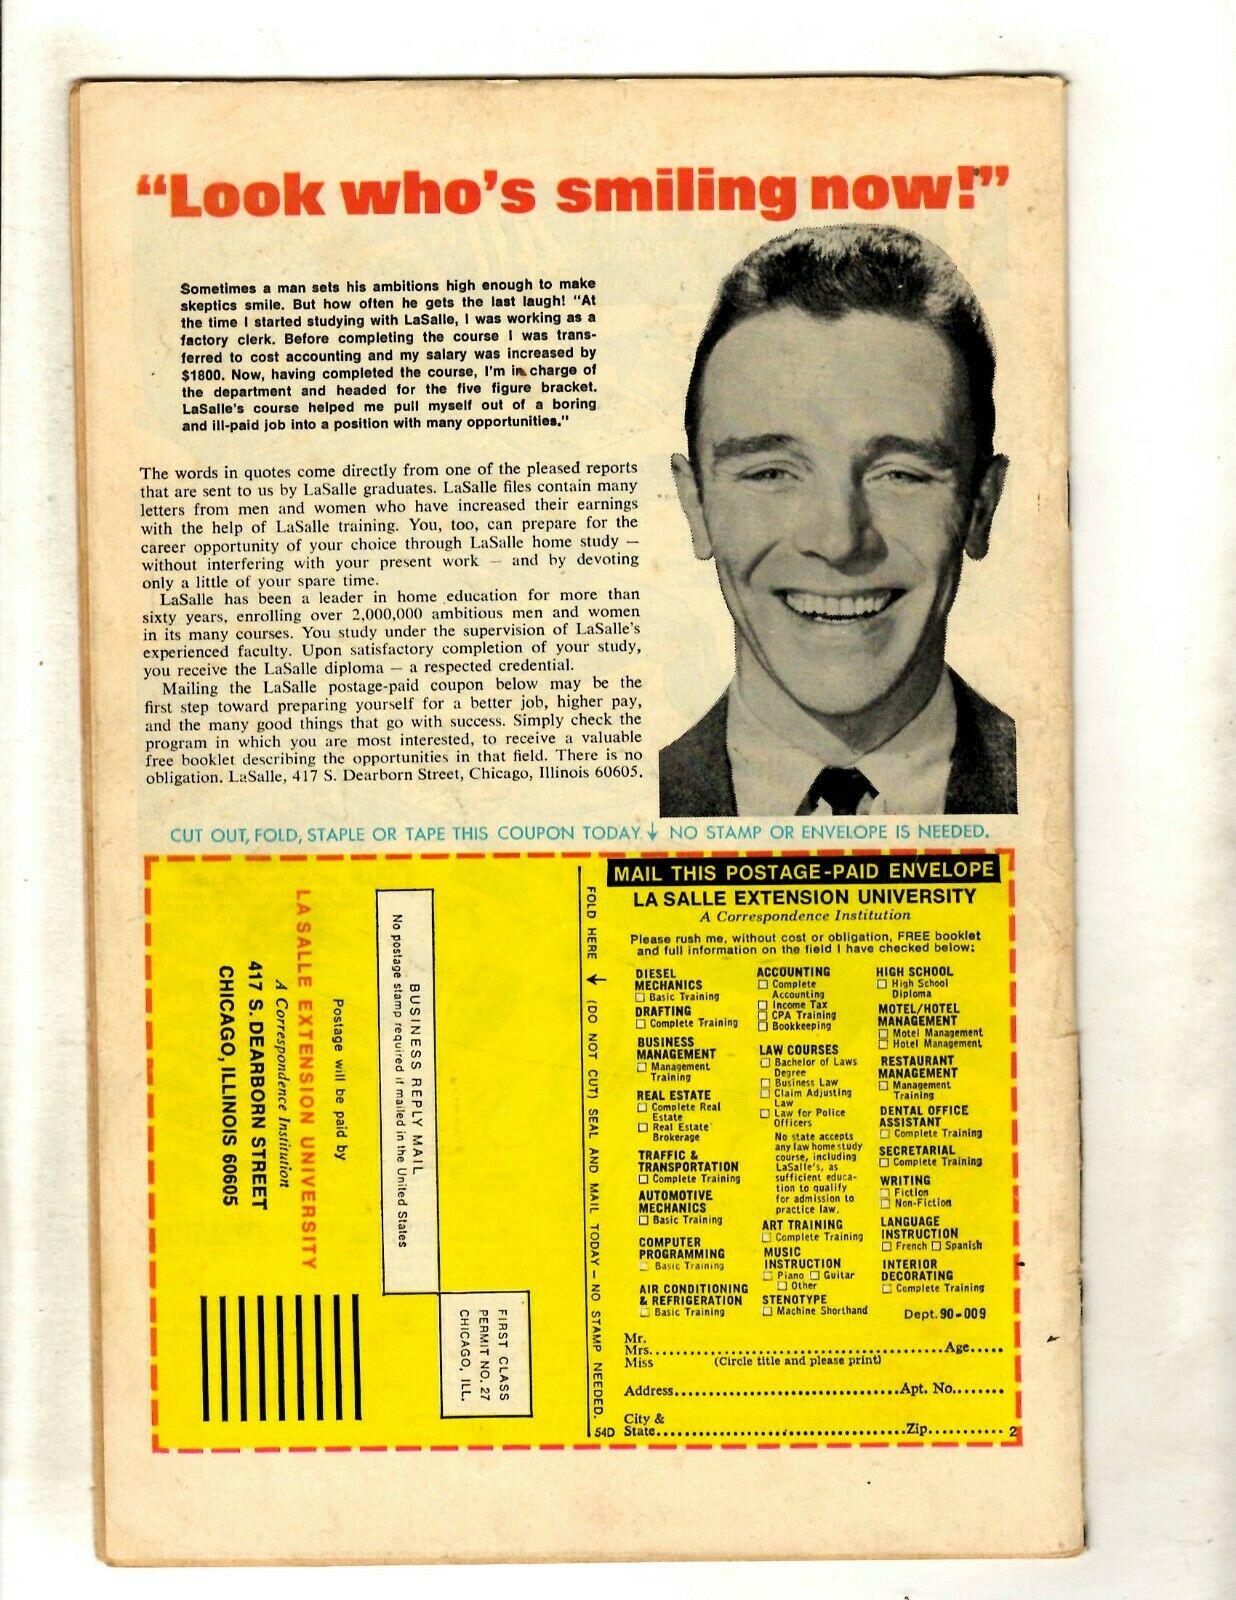 “Look who’s smiling now!”
Sometimes a man sets his ambitions high enough to make
skeptics smile. But how often he gets the last laugh! "At
the time I started studying with LaSalle, I was working as a
factory clerk. Before completing the course I was trans-
ferred to cost accounting and my salary was increased by
$1800. Now, having completed the course, I'm in charge of
the department and headed for the five figure bracket.
LaSalle's course helped me pull myself out of a boring
and ill-paid job into a position with many opportunities."
The words in quotes come directly from one of the pleased reports
that are sent to us by LaSalle graduates. LaSalle files contain many
letters from men and women who have increased their earnings
with the help of LaSalle training. You, too, can prepare for the
career opportunity of your choice through LaSalle home study —
without interfering with your present work — and by devoting
only a little of your spare time.
LaSalle has been a leader in home education for more than
sixty years, enrolling over 2,000,000 ambitious men and women
in its many courses. You study under the supervision of LaSalle's
experienced faculty. Upon satisfactory completion of your study,
you receive the LaSalle diploma — a respected credential.
Mailing the LaSalle postage-paid coupon below may be the
first step toward preparing yourself for a better job, higher pay,
and the many good things that go with success. Simply check the
program in which you are most interested, to receive a valuable
free booklet describing the opportunities in that field. There is no
obligation. LaSalle, 417 S. Dearborn Street, Chicago, Illinois 60605.
CUT OUT, FOLD, STAPLE OR TAPE THIS COUPON TODAY ↓ NO STAMP OR ENVELOPE IS NEEDED.
BUSINESS REPLY MAIL
No postage stamp required if mailed in the United States
FIRST CLASS
PERMIT NO. 27
CHICAGO, ILL.
Postage will be paid by
LASALLE EXTENSION UNIVERSITY
A Correspondence Institution
417 S. DEARBORN STREET
CHICAGO, ILLINOIS 60605
FOLD HERE ↓ (DO NOT CUT) SEAL AND MAIL TODAY – NO STAMP NEEDED.
MAIL THIS POSTAGE-PAID ENVELOPE
LA SALLE EXTENSION UNIVERSITY
A Correspondence Institution
Please rush me, without cost or obligation, FREE booklet
and full information on the field I have checked below:
DIESEL
MECHANICS
☐ Basic Training
DRAFTING
☐ Complete Training
BUSINESS
MANAGEMENT
☐ Management
Training
REAL ESTATE
☐ Complete Real
Estate
☐ Real Estate
Brokerage
TRAFFIC &
TRANSPORTATION
☐ Complete Training
AUTOMOTIVE
MECHANICS
☐ Basic Training
COMPUTER
PROGRAMMING
☐ Basic Training
AIR CONDITIONING
& REFRIGERATION
☐ Basic Training
ACCOUNTING
☐ Complete
Accounting
☐ Income Tax
☐ CPA Training
☐ Bookkeeping
LAW COURSES
☐ Bachelor of Laws
Degree
☐ Business Law
☐ Claim Adjusting
Law
☐ Law for Police
Officers
No state accepts
any law home study
course, including
LaSalle's, as
sufficient educa-
tion to qualify
for admission to
practice law.
ART TRAINING
☐ Complete Training
MUSIC
INSTRUCTION
☐ Piano ☐ Guitar
☐ Other
STENOTYPE
☐ Machine Shorthand
HIGH SCHOOL
☐ High School
Diploma
MOTEL/HOTEL
MANAGEMENT
☐ Motel Management
☐ Hotel Management
RESTAURANT
MANAGEMENT
☐ Management
Training
DENTAL OFFICE
ASSISTANT
☐ Complete Training
SECRETARIAL
☐ Complete Training
WRITING
☐ Fiction
☐ Non-Fiction
LANGUAGE
INSTRUCTION
☐ French ☐ Spanish
INTERIOR
DECORATING
☐ Complete Training
Dept. 90-009
Mr.
Mrs. Age
Miss (Circle title and please print)
Address Apt. No.
City &
State Zip 2
54D